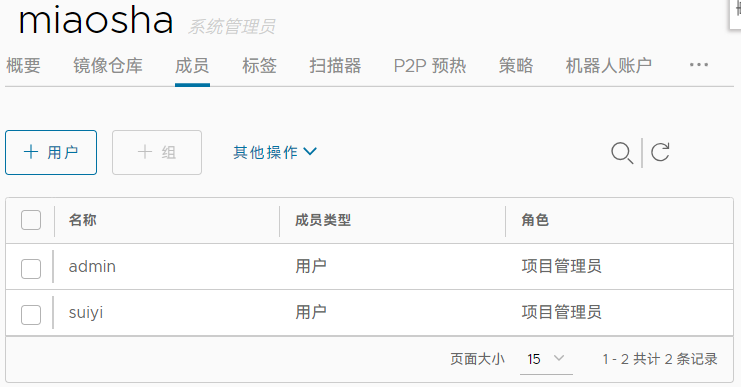 miaosha 系统管理员
概要 镜像仓库 成员 标签 扫描器 P2P 预热 策略 机器人账户 ...
+ 用户 + 组 其他操作
名称 成员类型 角色
admin 用户 项目管理员
suiyi 用户 项目管理员
页面大小 15 1 - 2 共计 2 条记录